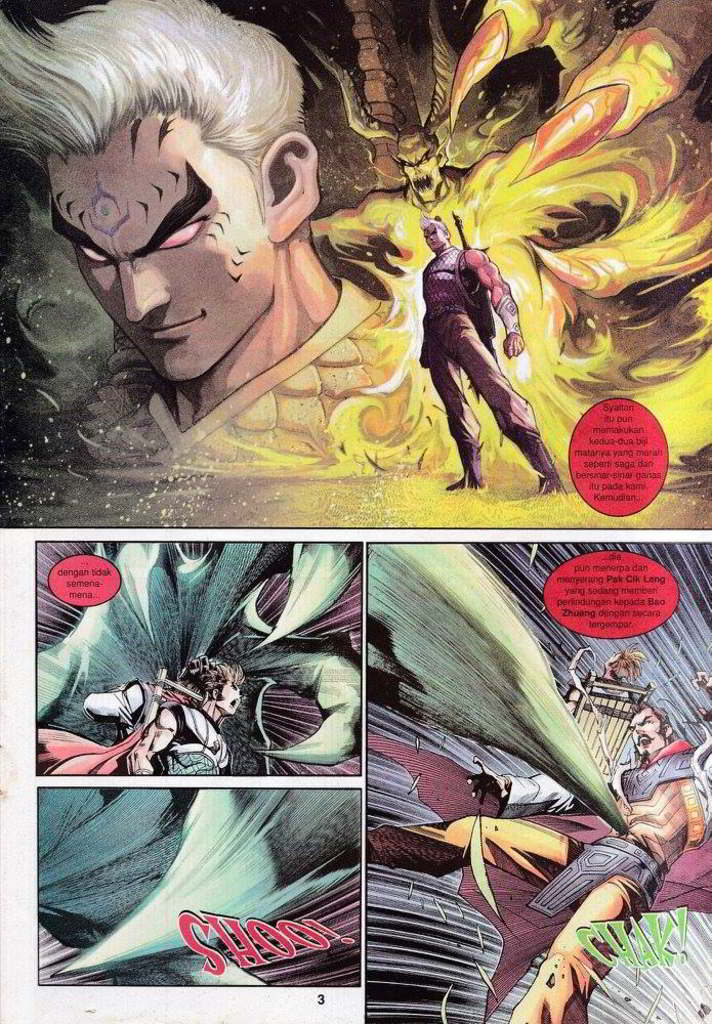 Syaitan
itu pun
memakukan
kedua-dua biji
matanya yang merah
seperti saga dan
bersinar-sinar ganas
itu pada kami.
Kemudian...
...
dengan tidak
semena-
mena...
...dia
pun menerpa dan
menyerang Pak Cik Leng
yang sedang memberi
perlindungan kepada Bao
Zhuang dengan secara
tergempar.
SHOO!
CHAK!
3